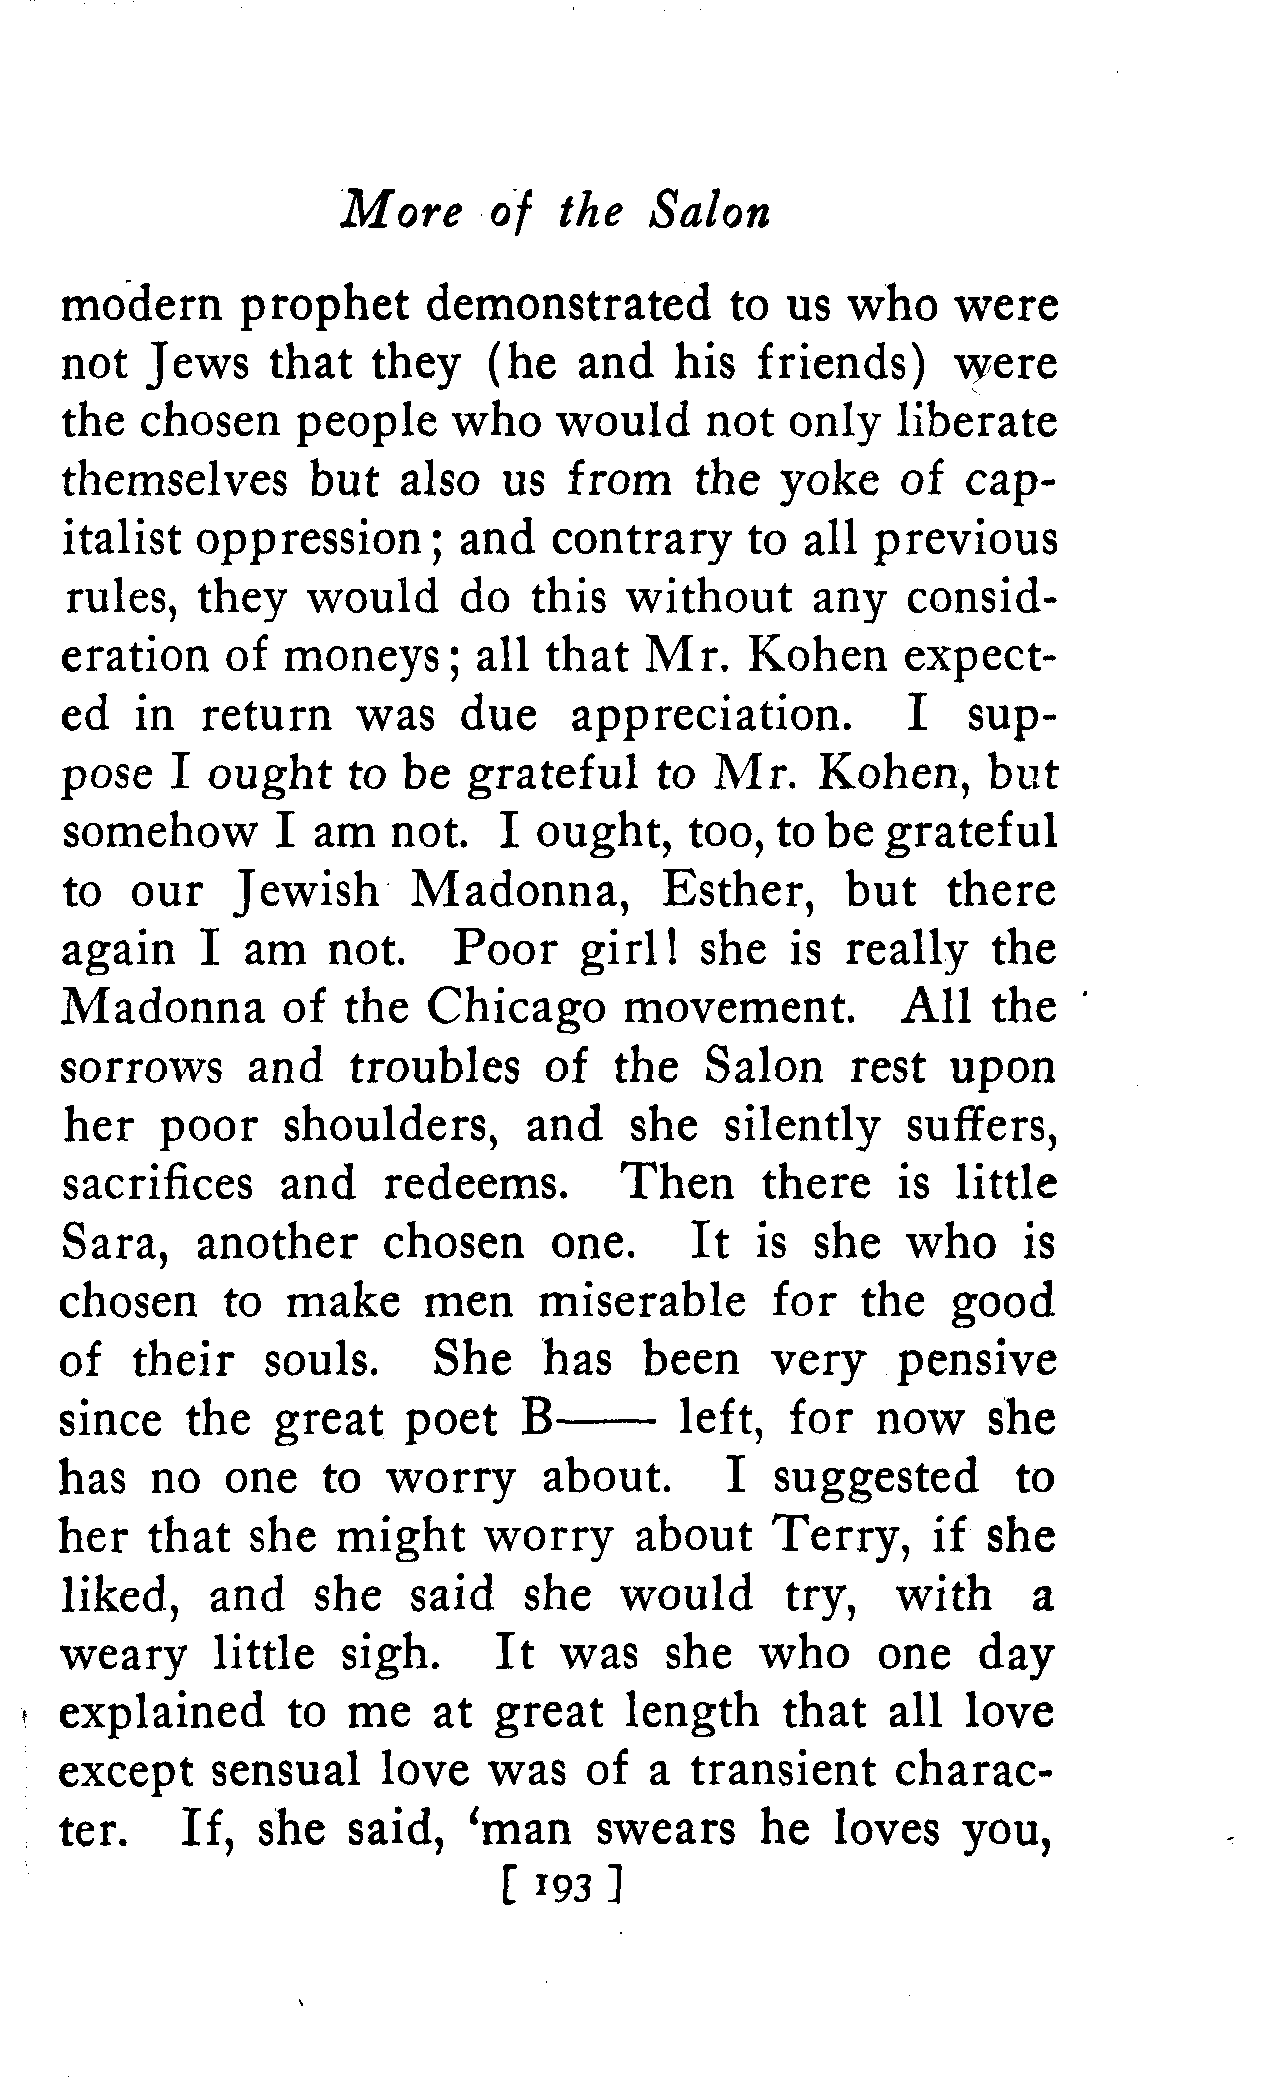 More of the Salon
modern prophet demonstrated to us who were
not Jews that they (he and his friends) were
the chosen people who would not only liberate
themselves but also us from the yoke of cap-
italist oppression; and contrary to all previous
rules, they would do this without any consid-
eration of moneys; all that Mr. Kohen expect-
ed in return was due appreciation. I sup-
pose I ought to be grateful to Mr. Kohen, but
somehow I am not. I ought, too, to be grateful
to our Jewish Madonna, Esther, but there
again I am not. Poor girl! she is really the
Madonna of the Chicago movement. All the
sorrows and troubles of the Salon rest upon
her poor shoulders, and she silently suffers,
sacrifices and redeems. Then there is little
Sara, another chosen one. It is she who is
chosen to make men miserable for the good
of their souls. She has been very pensive
since the great poet B—— left, for now she
has no one to worry about. I suggested to
her that she might worry about Terry, if she
liked, and she said she would try, with a
weary little sigh. It was she who one day
explained to me at great length that all love
except sensual love was of a transient charac-
ter. If, she said, ‘man swears he loves you,
[ 193 ]